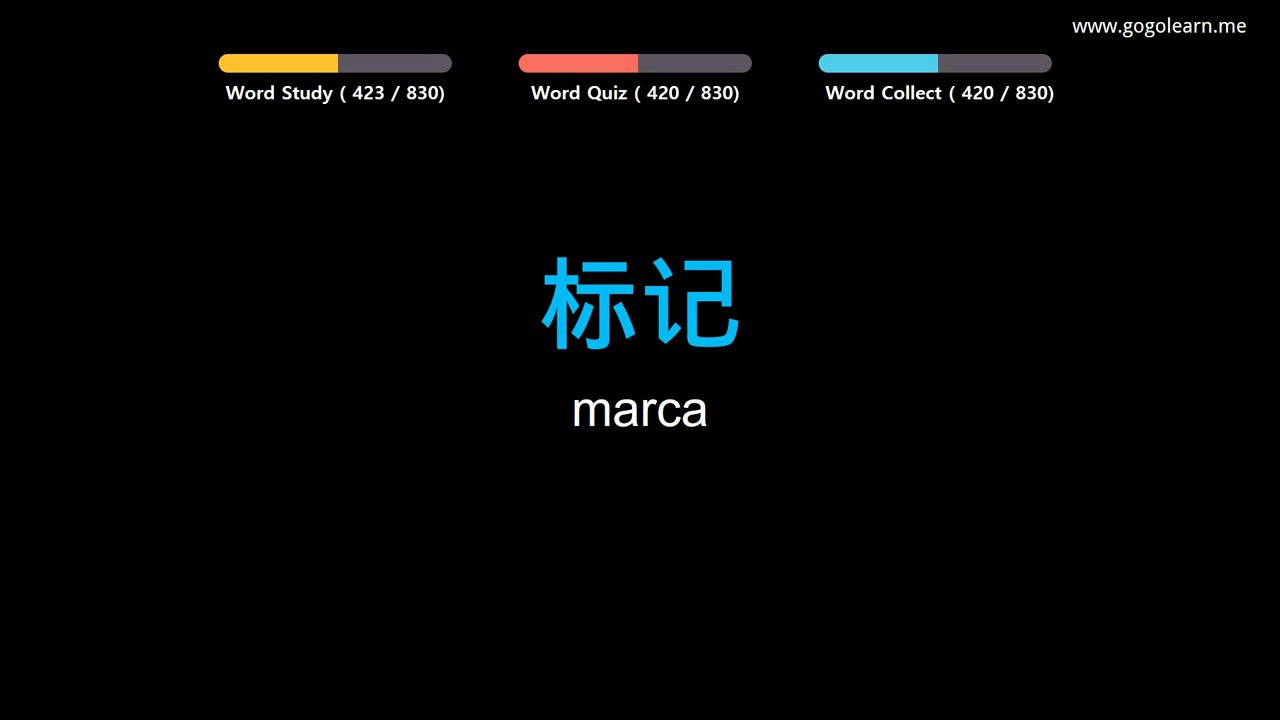 www.gogolearn.me
Word Study ( 423 / 830)
Word Quiz ( 420 / 830)
Word Collect ( 420 / 830)
标记
marca